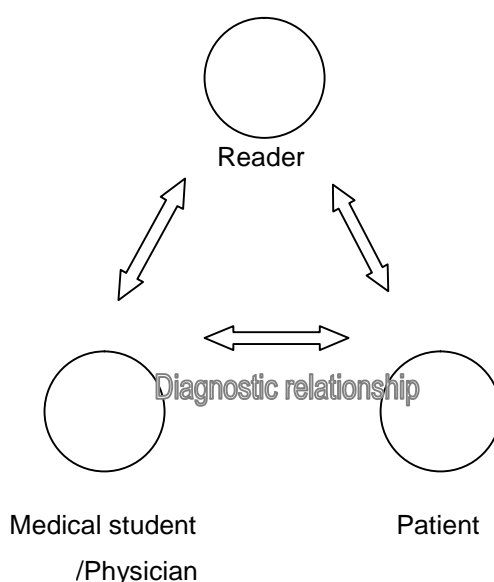 Reader
Diagnostic relationship
Medical student
Patient
/Physician